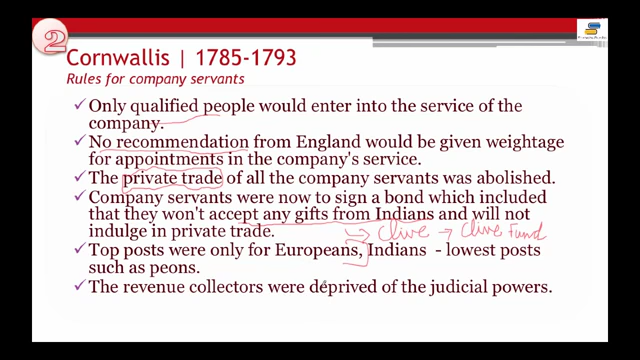 2
Cornwallis | 1785-1793
Rules for company servants
✓Only qualified people would enter into the service of the
company.
✓No recommendation from England would be given weightage
for appointments in the company's service.
✓The private trade of all the company servants was abolished.
✓Company servants were now to sign a bond which included
that they won't accept any gifts from Indians and will not
indulge in private trade. → Clive → Clive Fund
✓Top posts were only for Europeans, Indians - lowest posts
such as peons.
✓The revenue collectors were deprived of the judicial powers.